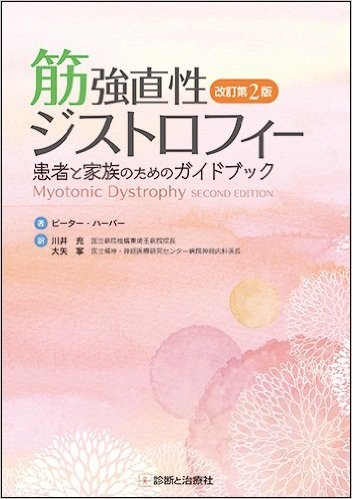 筋強直性 改訂第2版
ジストロフィー
患者と家族のためのガイドブック
Myotonic Dystrophy SECOND EDITION
著 ピーター・ハーパー
訳 川井 充 国立病院機構東埼玉病院院長
大矢 寧 国立精神・神経医療研究センター病院神経内科医長
診断と治療社